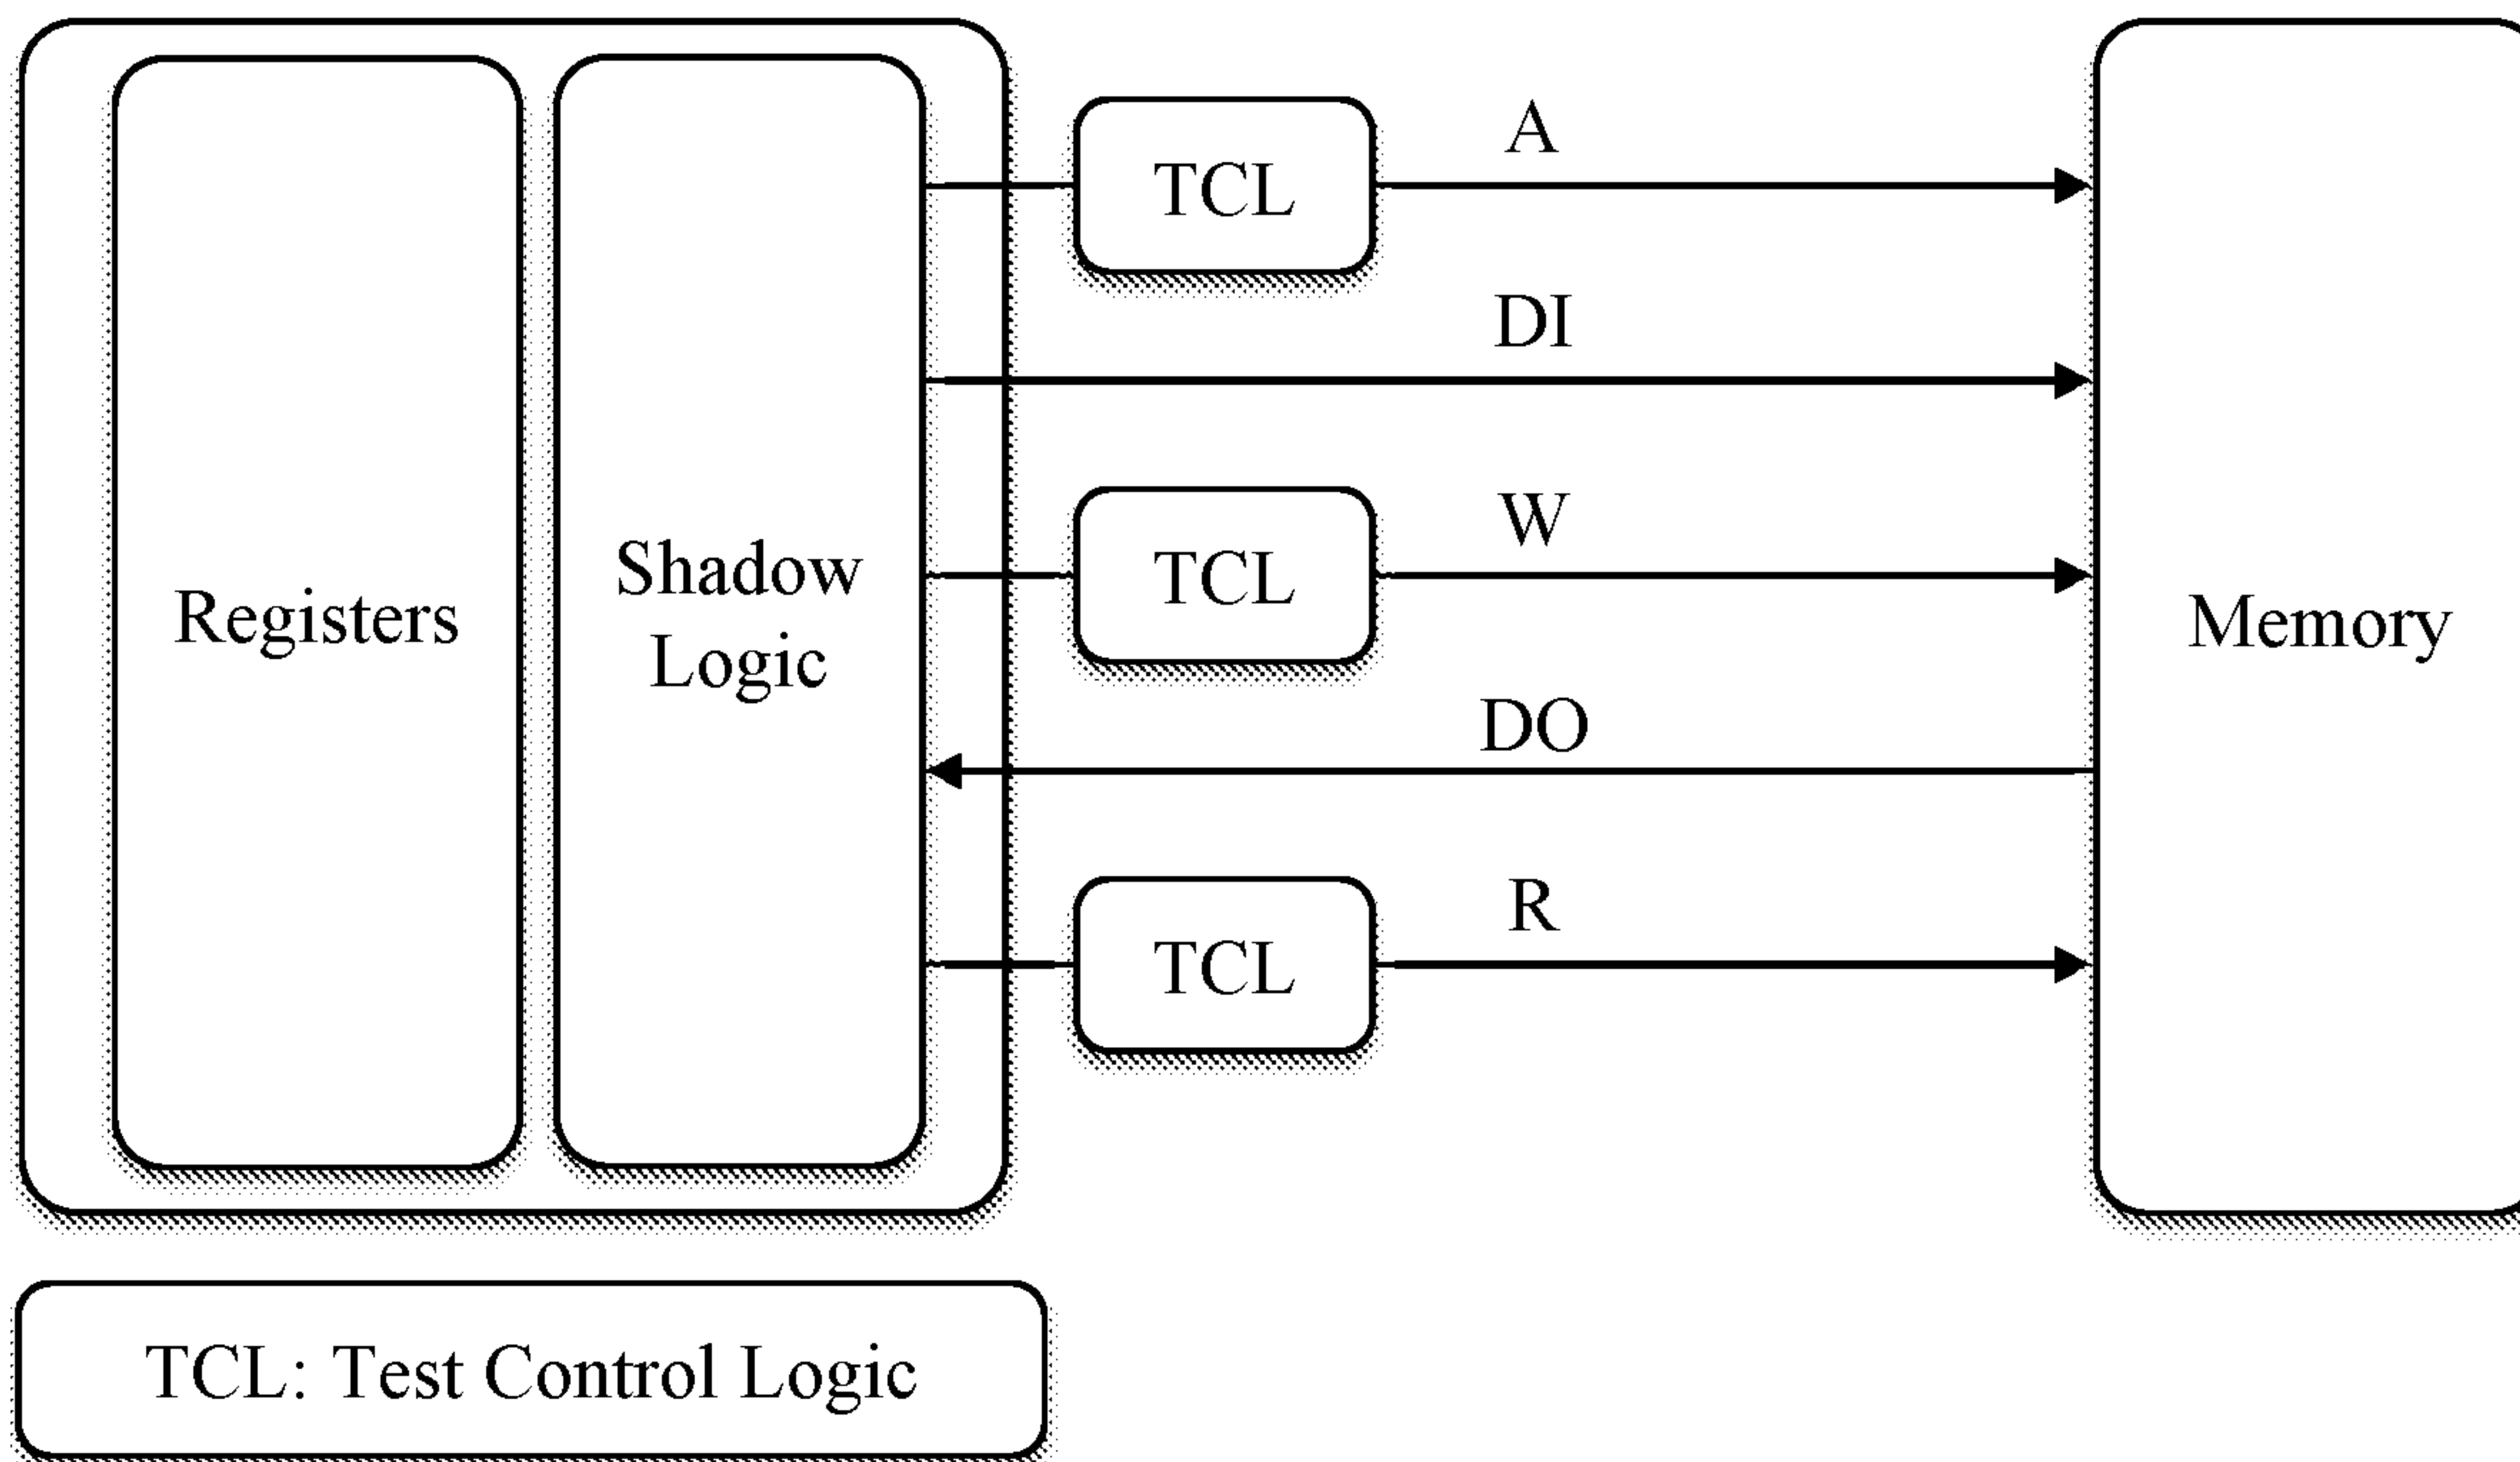 A
TCL
DI
W
TCL
Shadow
Logic
Registers
Memory
DO
R
TCL
TCL: Test Control Logic